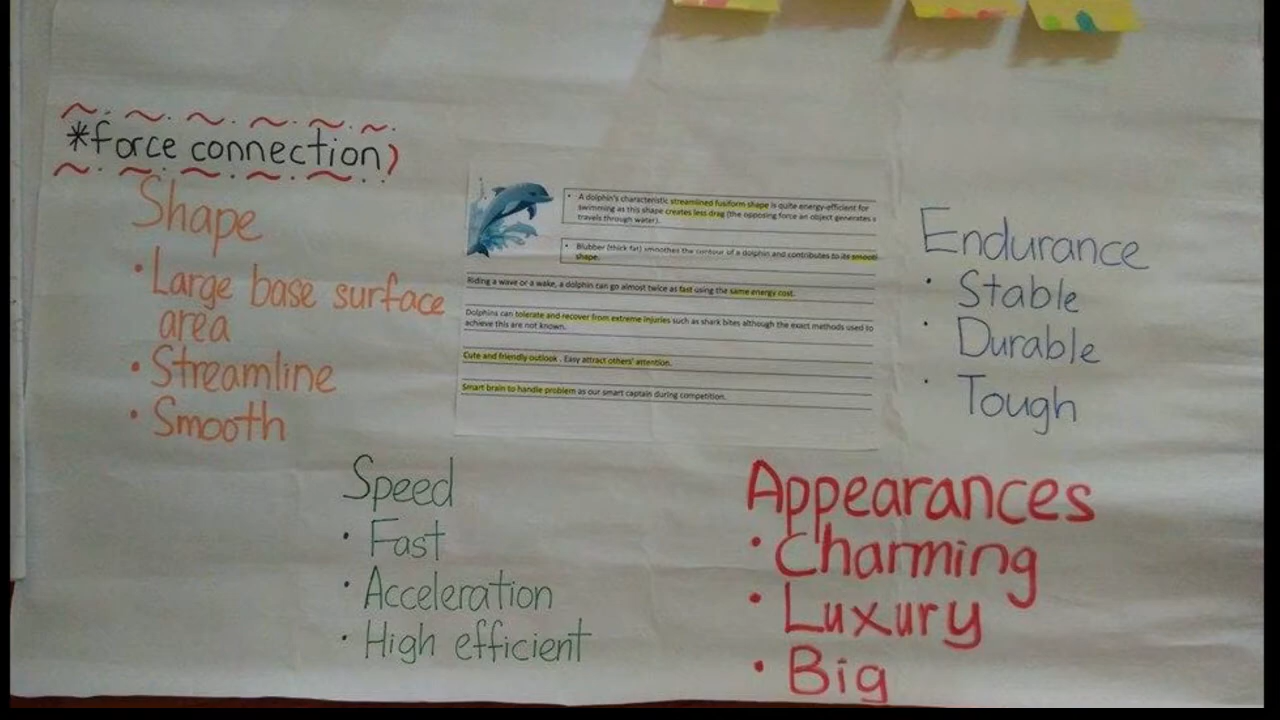 *force connection)
Shape
• Large base surface
area
• Streamline
• Smooth
• A dolphin's characteristic streamlined fusiform shape is quite energy-efficient for
swimming as this shape creates less drag (the opposing force an object generates
travels through water).
• Blubber (thick fat) smoothes the contour of a dolphin and contributes to its
shape.
Riding a wave or a wake, a dolphin can go almost twice as fast using the same energy cost.
Dolphins can tolerate and recover from extreme injuries such as shark bites although the exact methods used to
achieve this are not known.
Cute and friendly outlook . Easy attract others' attention.
Smart brain to handle problem as our smart captain during competition.
Endurance
• Stable
• Durable
• Tough
Speed
• Fast
• Acceleration
• High efficient
Appearances
• Charming
• Luxury
• Big